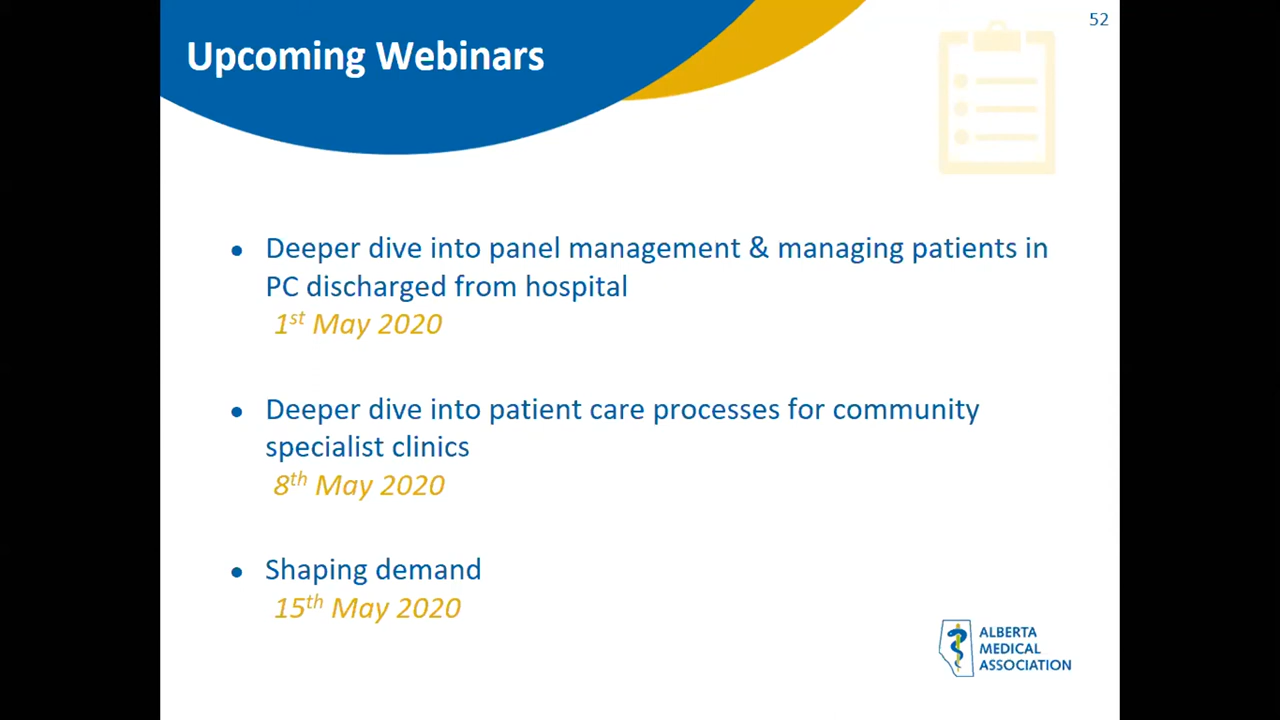 52
Upcoming Webinars
• Deeper dive into panel management & managing patients in
PC discharged from hospital
1st May 2020
• Deeper dive into patient care processes for community
specialist clinics
8th May 2020
• Shaping demand
15th May 2020
ALBERTA
MEDICAL
ASSOCIATION